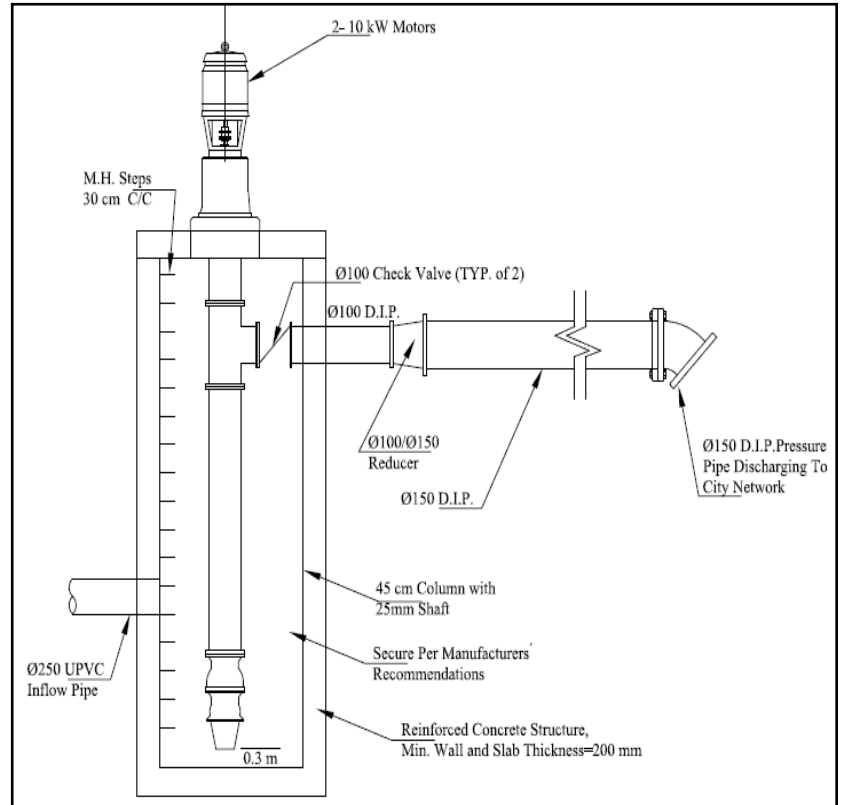 2- 10 kW Motors
M.H. Steps
30 cm C/C
Ø100 Check Valve (TYP. of 2)
Ø100 D.I.P.
Ø100/Ø150
Reducer
Ø150 D.I.P.
Ø150 D.I.P.Pressure
Pipe Discharging To
City Network
45 cm Column with
25mm Shaft
Secure Per Manufacturers'
Recommendations
Ø250 UPVC
Inflow Pipe
Reinforced Concrete Structure,
Min. Wall and Slab Thickness=200 mm
0.3 m